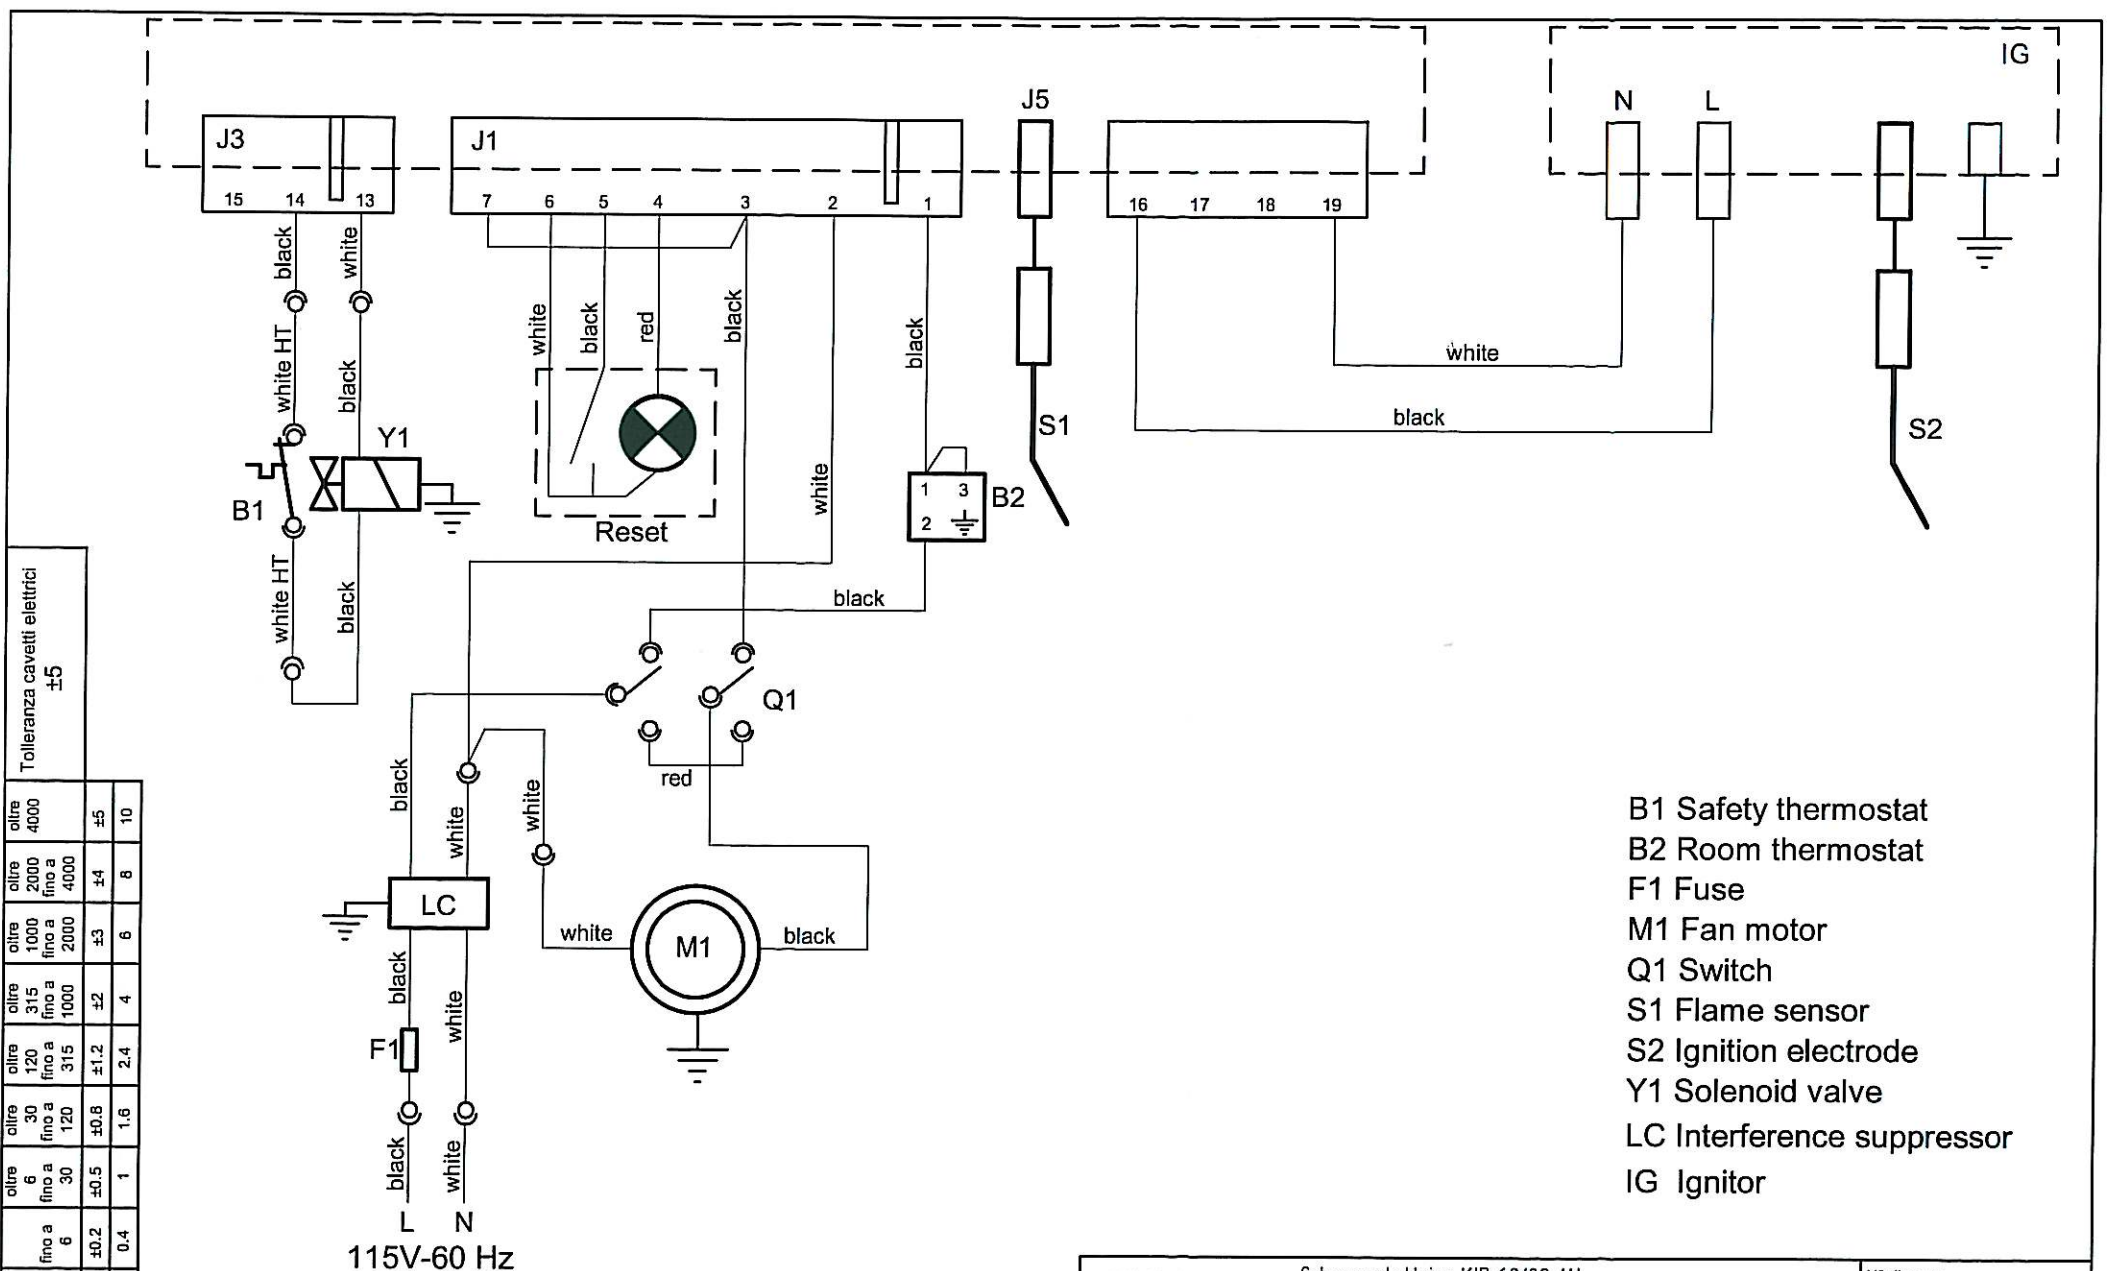 IG
J5
N L
J3
J1
15 14 13
7 6 5 4 3 2 1
16 17 18 19
black
white
white HT
black
white
black
red
black
black
white
Y1
B1
white HT
black
Reset
white
1 3
2
B2
S1
white
black
S2
black
Q1
red
black
white
white
LC
white
M1
black
black
white
F1
black
white
L N
115V-60 Hz
B1 Safety thermostat
B2 Room thermostat
F1 Fuse
M1 Fan motor
Q1 Switch
S1 Flame sensor
S2 Ignition electrode
Y1 Solenoid valve
LC Interference suppressor
IG Ignitor
Tolleranza cavetti elettrici
±5
oltre
4000
±5
10
oltre
2000
fino a
4000
±4
8
oltre
1000
fino a
2000
±3
6
oltre
315
fino a
1000
±2
4
oltre
120
fino a
315
±1.2
2.4
oltre
30
fino a
120
±0.8
1.6
oltre
6
fino a
30
±0.5
1
fino a
6
±0.2
0.4